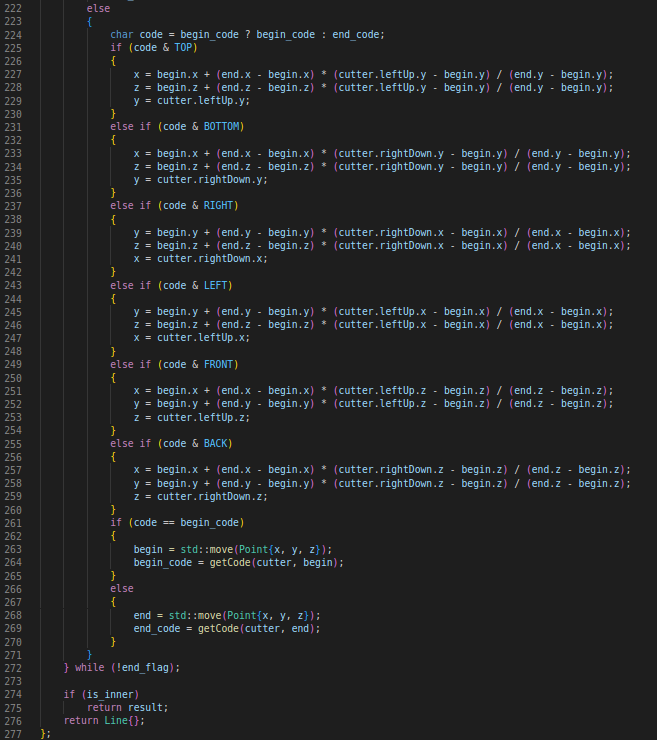 222 else
223 {
224 char code = begin_code ? begin_code : end_code;
225 if (code & TOP)
226 {
227 x = begin.x + (end.x - begin.x) * (cutter.leftUp.y - begin.y) / (end.y - begin.y);
228 z = begin.z + (end.z - begin.z) * (cutter.leftUp.y - begin.y) / (end.y - begin.y);
229 y = cutter.leftUp.y;
230 }
231 else if (code & BOTTOM)
232 {
233 x = begin.x + (end.x - begin.x) * (cutter.rightDown.y - begin.y) / (end.y - begin.y);
234 z = begin.z + (end.z - begin.z) * (cutter.rightDown.y - begin.y) / (end.y - begin.y);
235 y = cutter.rightDown.y;
236 }
237 else if (code & RIGHT)
238 {
239 y = begin.y + (end.y - begin.y) * (cutter.rightDown.x - begin.x) / (end.x - begin.x);
240 z = begin.z + (end.z - begin.z) * (cutter.rightDown.x - begin.x) / (end.x - begin.x);
241 x = cutter.rightDown.x;
242 }
243 else if (code & LEFT)
244 {
245 y = begin.y + (end.y - begin.y) * (cutter.leftUp.x - begin.x) / (end.x - begin.x);
246 z = begin.z + (end.z - begin.z) * (cutter.leftUp.x - begin.x) / (end.x - begin.x);
247 x = cutter.leftUp.x;
248 }
249 else if (code & FRONT)
250 {
251 x = begin.x + (end.x - begin.x) * (cutter.leftUp.z - begin.z) / (end.z - begin.z);
252 y = begin.y + (end.y - begin.y) * (cutter.leftUp.z - begin.z) / (end.z - begin.z);
253 z = cutter.leftUp.z;
254 }
255 else if (code & BACK)
256 {
257 x = begin.x + (end.x - begin.x) * (cutter.rightDown.z - begin.z) / (end.z - begin.z);
258 y = begin.y + (end.y - begin.y) * (cutter.rightDown.z - begin.z) / (end.z - begin.z);
259 z = cutter.rightDown.z;
260 }
261 if (code == begin_code)
262 {
263 begin = std::move(Point{x, y, z});
264 begin_code = getCode(cutter, begin);
265 }
266 else
267 {
268 end = std::move(Point{x, y, z});
269 end_code = getCode(cutter, end);
270 }
271 }
272 } while (!end_flag);
273
274 if (is_inner)
275 return result;
276 return Line{};
277 };